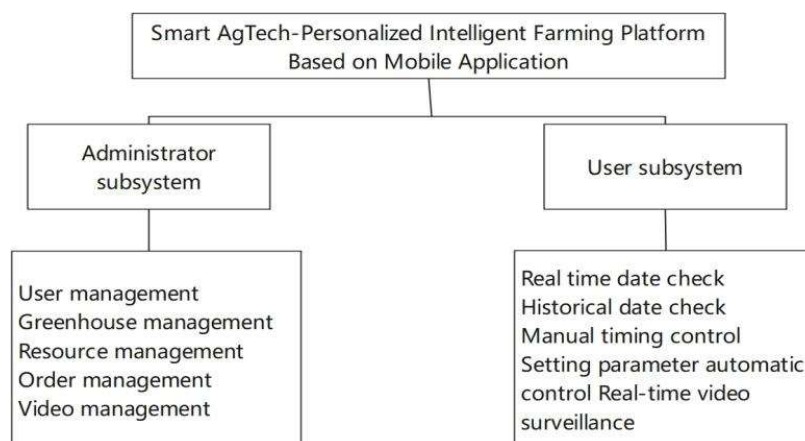 Smart AgTech-Personalized Intelligent Farming Platform
Based on Mobile Application
Administrator
subsystem
User subsystem
User management
Greenhouse management
Resource management
Order management
Video management
Real time date check
Historical date check
Manual timing control
Setting parameter automatic
control Real-time video
surveillance